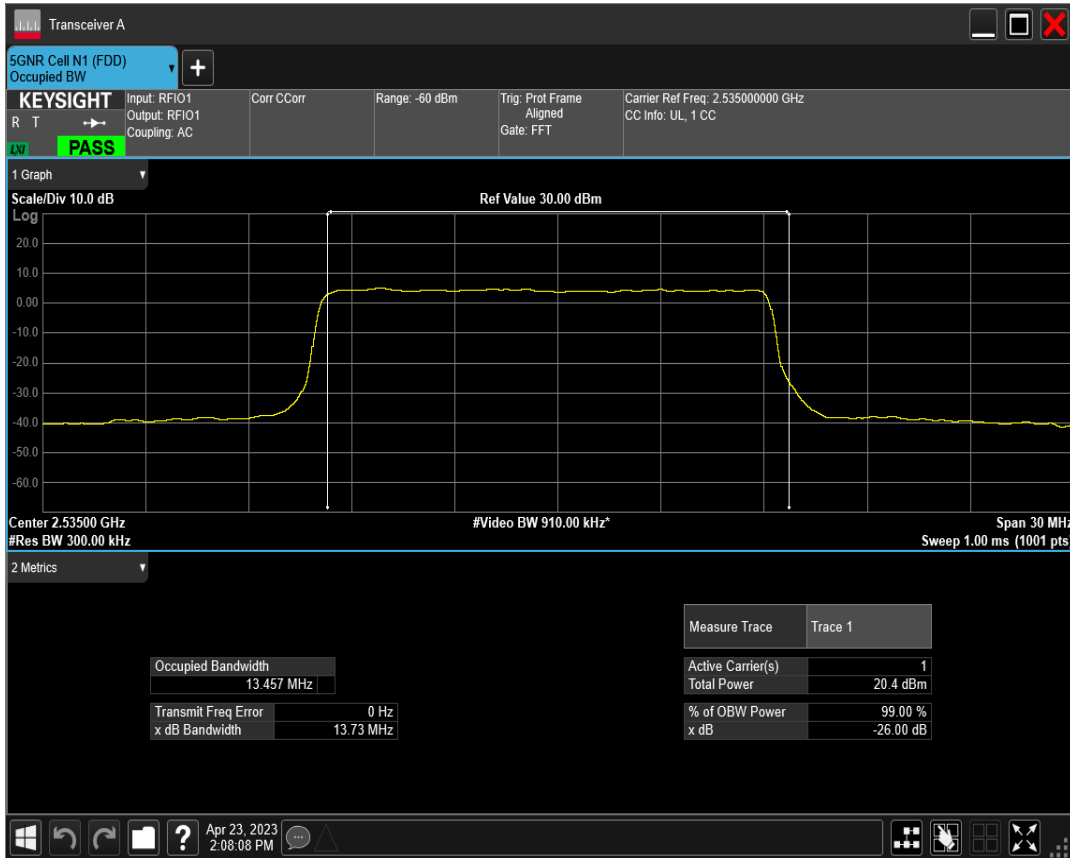 Transceiver A
5GNR Cell N1 (FDD)
Occupied BW
+
KEYSIGHT
R T
LXI
PASS
Input: RFIO1
Output: RFIO1
Coupling: AC
Corr CCorr
Range: -60 dBm
Trig: Prot Frame
Aligned
Gate: FFT
Carrier Ref Freq: 2.535000000 GHz
CC Info: UL, 1 CC
1 Graph
Scale/Div 10.0 dB
Ref Value 30.00 dBm
Log
20.0
10.0
0.00
-10.0
-20.0
-30.0
-40.0
-50.0
-60.0
Center 2.53500 GHz
#Video BW 910.00 kHz*
Span 30 MHz
#Res BW 300.00 kHz
Sweep 1.00 ms (1001 pts)
2 Metrics
Measure Trace Trace 1
Occupied Bandwidth
13.457 MHz
Active Carrier(s) 1
Total Power 20.4 dBm
Transmit Freq Error 0 Hz
x dB Bandwidth 13.73 MHz
% of OBW Power 99.00 %
x dB -26.00 dB
?
Apr 23, 2023
2:08:08 PM